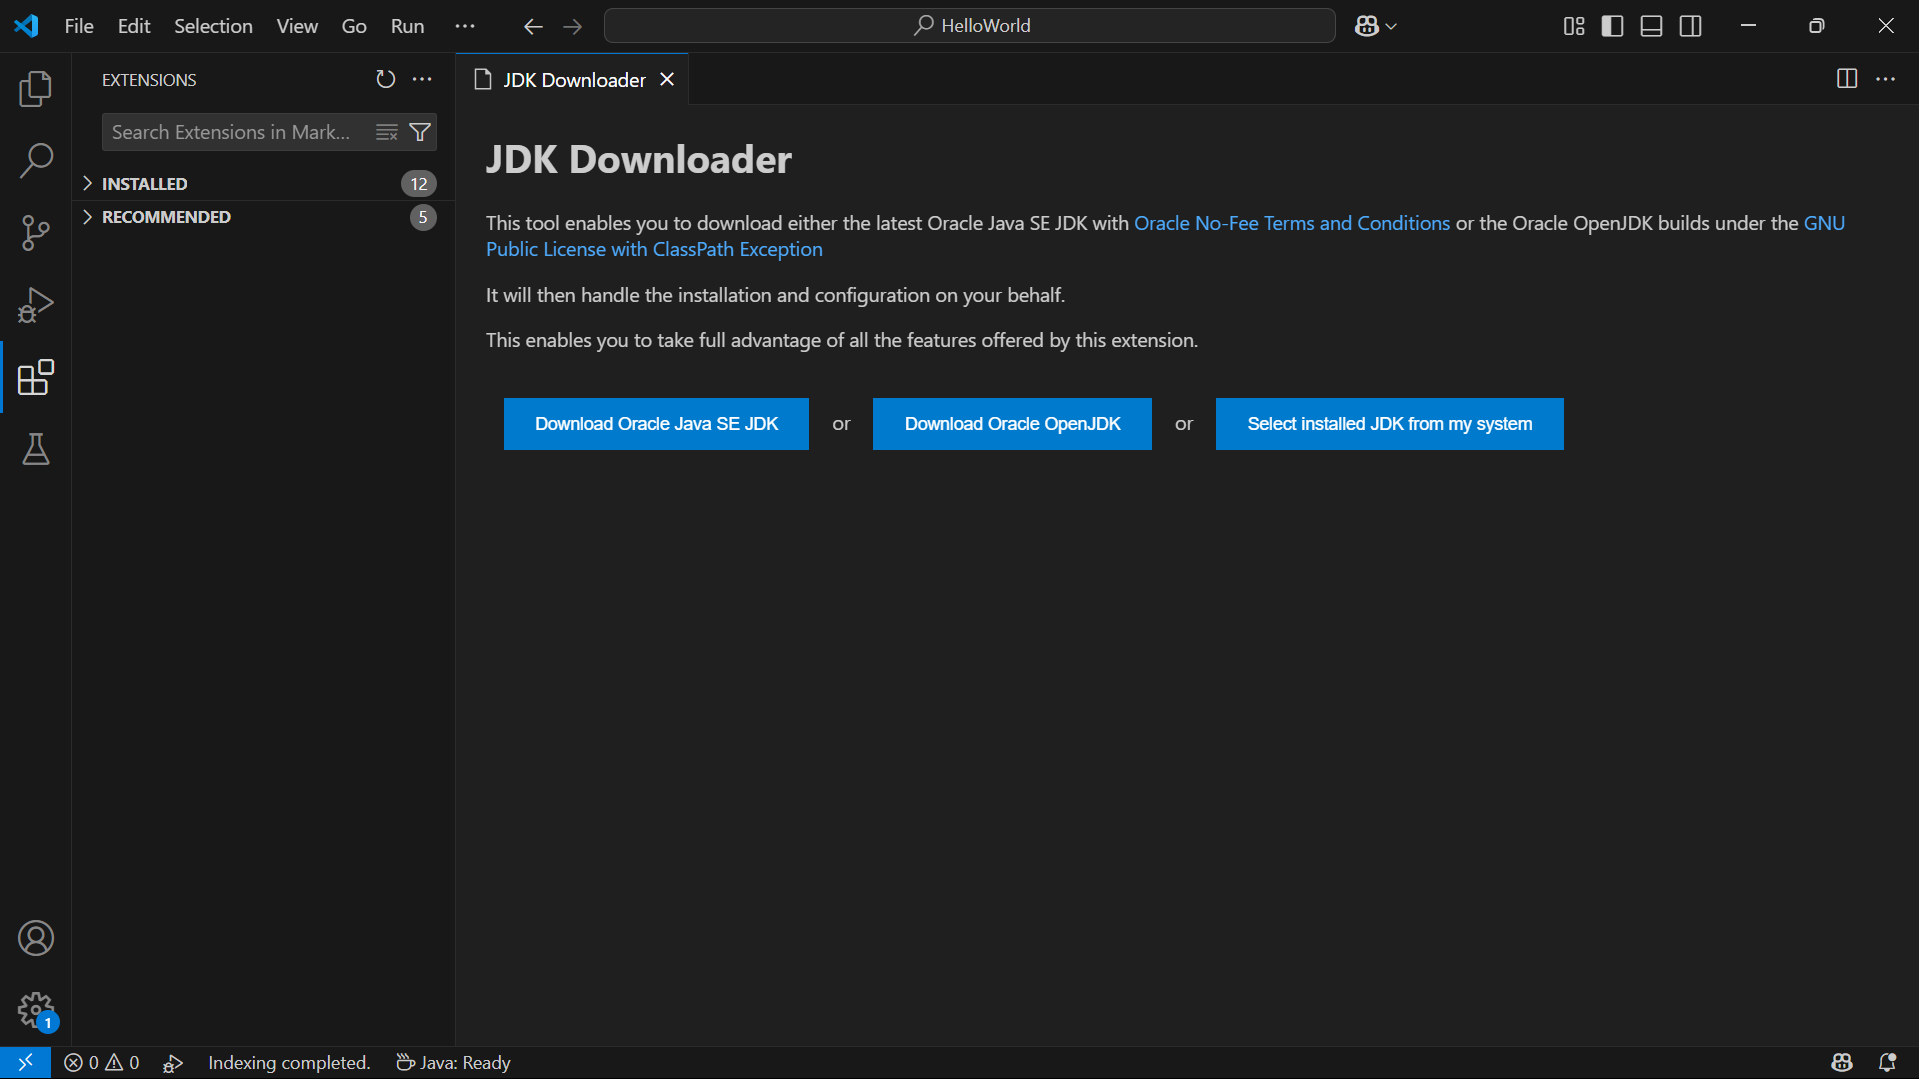 File Edit Selection View Go Run
HelloWorld
EXTENSIONS
JDK Downloader
Search Extensions in Mark...
INSTALLED 12
RECOMMENDED 5
JDK Downloader
This tool enables you to download either the latest Oracle Java SE JDK with Oracle No-Fee Terms and Conditions or the Oracle OpenJDK builds under the GNU
Public License with ClassPath Exception
It will then handle the installation and configuration on your behalf.
This enables you to take full advantage of all the features offered by this extension.
Download Oracle Java SE JDK or Download Oracle OpenJDK or Select installed JDK from my system
1
0 0 Indexing completed. Java: Ready